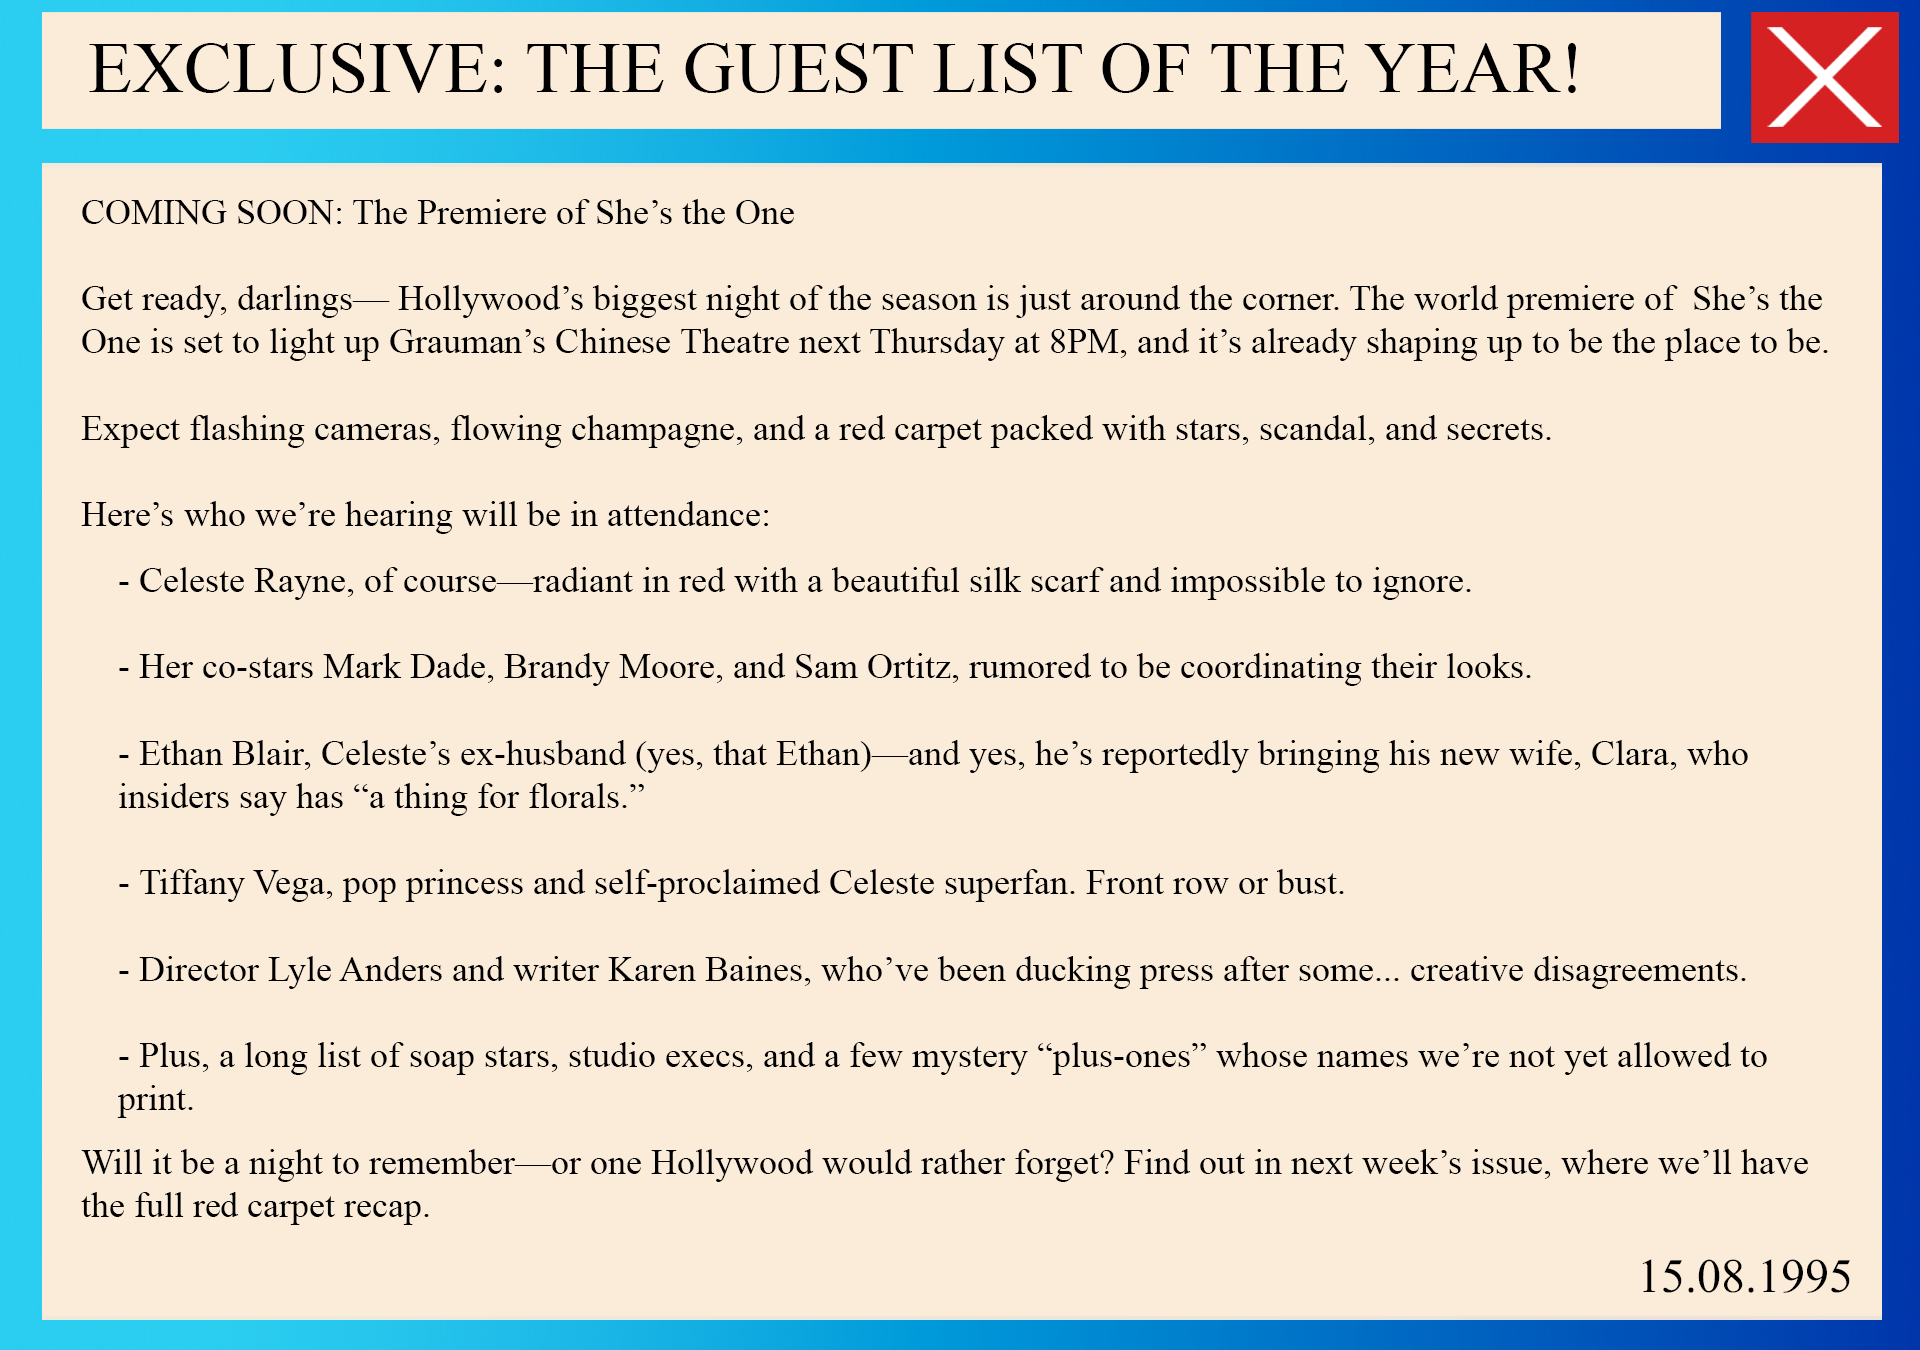 EXCLUSIVE: THE GUEST LIST OF THE YEAR!
COMING SOON: The Premiere of She’s the One
Get ready, darlings— Hollywood’s biggest night of the season is just around the corner. The world premiere of  She’s the
One is set to light up Grauman’s Chinese Theatre next Thursday at 8PM, and it’s already shaping up to be the place to be.
Expect flashing cameras, flowing champagne, and a red carpet packed with stars, scandal, and secrets.
Here’s who we’re hearing will be in attendance:
- Celeste Rayne, of course—radiant in red with a beautiful silk scarf and impossible to ignore.
- Her co-stars Mark Dade, Brandy Moore, and Sam Ortitz, rumored to be coordinating their looks.
- Ethan Blair, Celeste’s ex-husband (yes, that Ethan)—and yes, he’s reportedly bringing his new wife, Clara, who
insiders say has “a thing for florals.”
- Tiffany Vega, pop princess and self-proclaimed Celeste superfan. Front row or bust.
- Director Lyle Anders and writer Karen Baines, who’ve been ducking press after some... creative disagreements.
- Plus, a long list of soap stars, studio execs, and a few mystery “plus-ones” whose names we’re not yet allowed to
print.
Will it be a night to remember—or one Hollywood would rather forget? Find out in next week’s issue, where we’ll have
the full red carpet recap.
15.08.1995